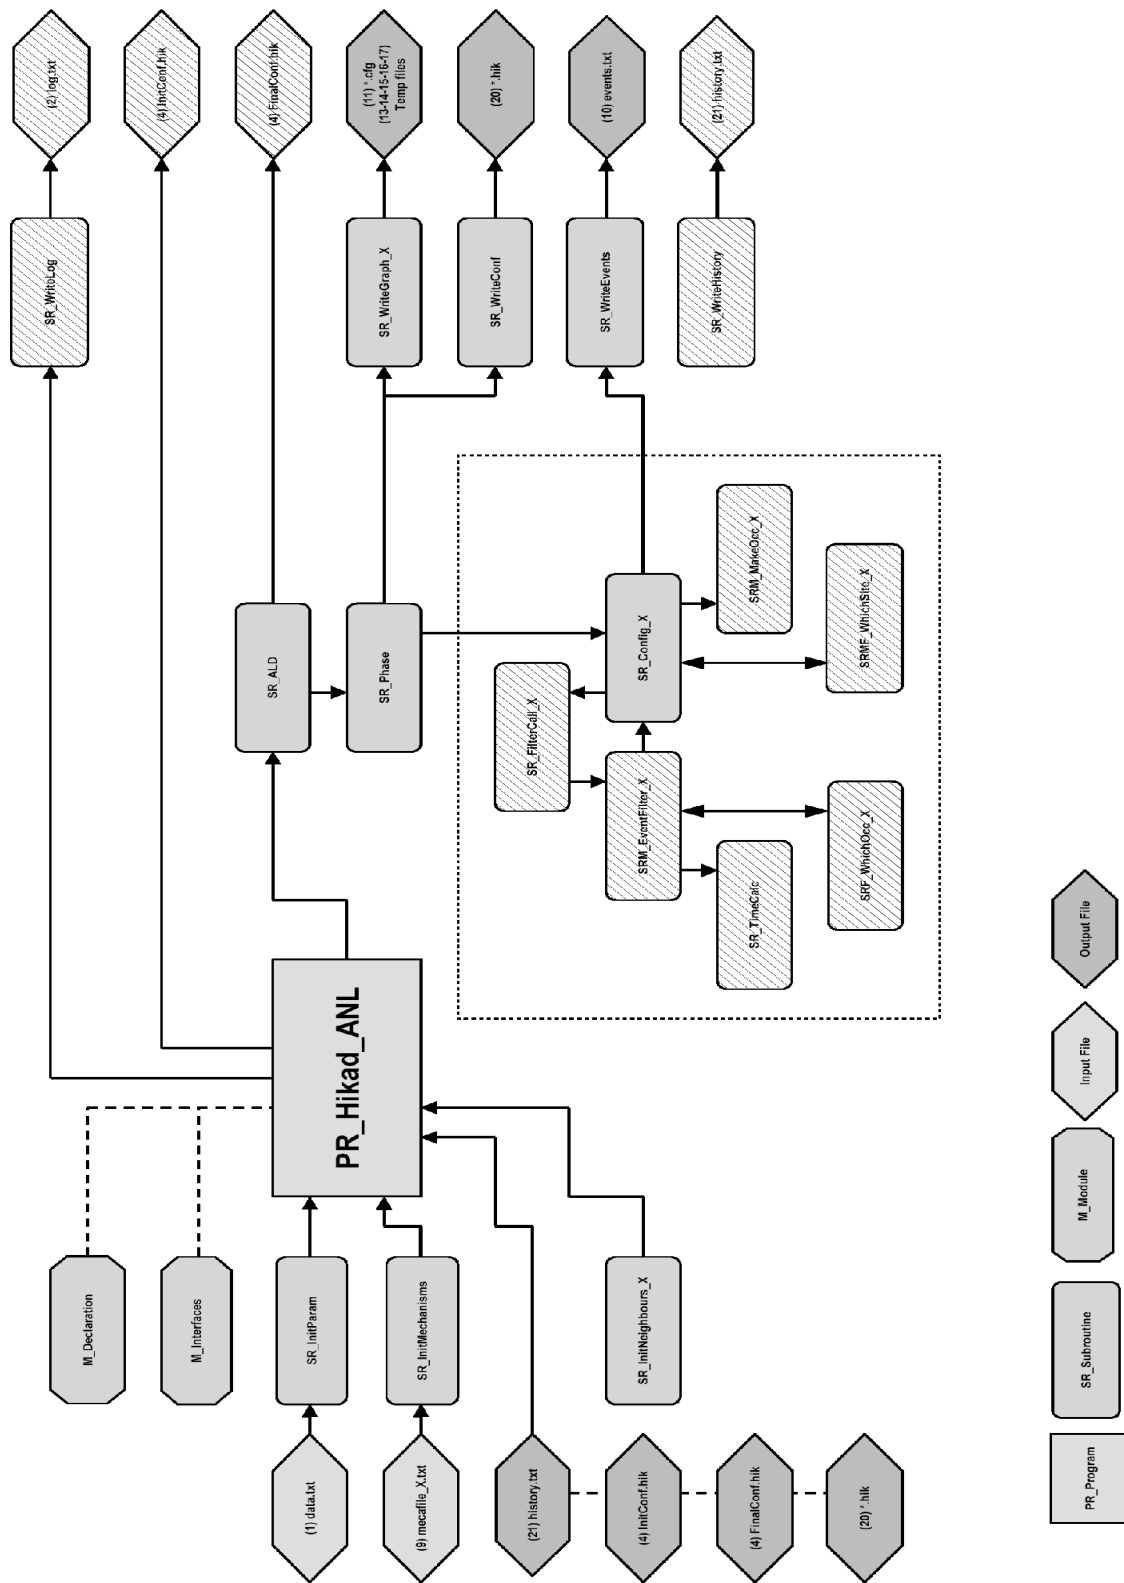 (2) log.txt
(4) InitConf.hik
(4) FinalConf.hik
(11) *.cfg
(13-14-15-16-17)
Temp files
(20) *.hik
(10) events.txt
(21) history.txt
SR_WriteLog
SR_WriteGraph_X
SR_WriteConf
SR_WriteEvents
SR_WriteHistory
SR_ALD
SR_Phase
SR_Config_X
SRM_MakeOcc_X
SRMF_WhichSite_X
SR_FilterCall_X
SRM_EventFilter_X
SR_TimeCalc
SRF_WhichOcc_X
PR_Hikad_ANL
M_Declaration
M_Interfaces
SR_InitParam
SR_InitMechanisms
SR_InitNeighbours_X
(1) data.txt
(9) mecafile_X.txt
(21) history.txt
(4) InitConf.hik
(4) FinalConf.hik
(20) *.hik
PR_Program
SR_Subroutine
M_Module
Input File
Output File